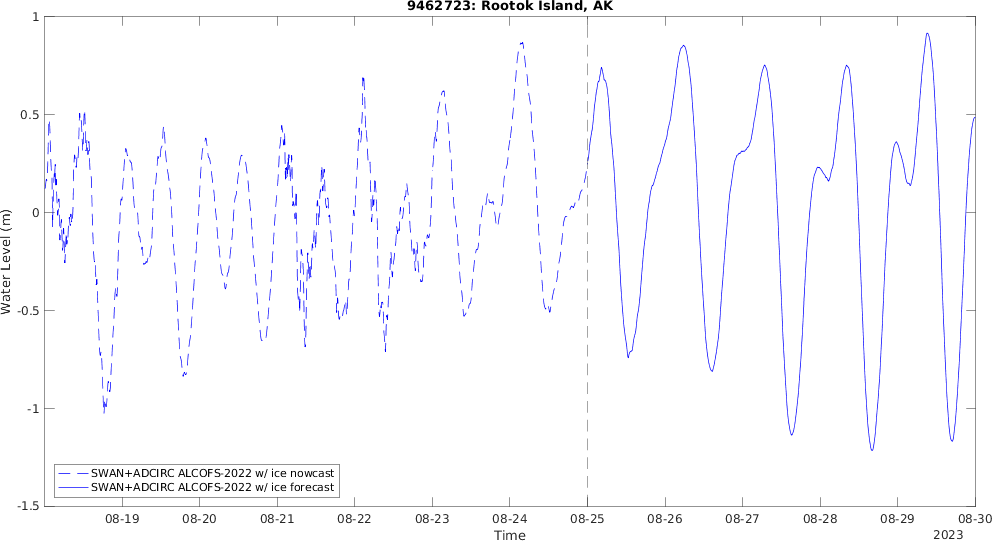 9462723: Rootok Island, AK
1
0.5
0
-0.5
-1
-1.5
Water Level (m)
SWAN+ADCIRC ALCOFS-2022 w/ ice nowcast
SWAN+ADCIRC ALCOFS-2022 w/ ice forecast
08-19 08-20 08-21 08-22 08-23 08-24 08-25 08-26 08-27 08-28 08-29 08-30
Time
2023